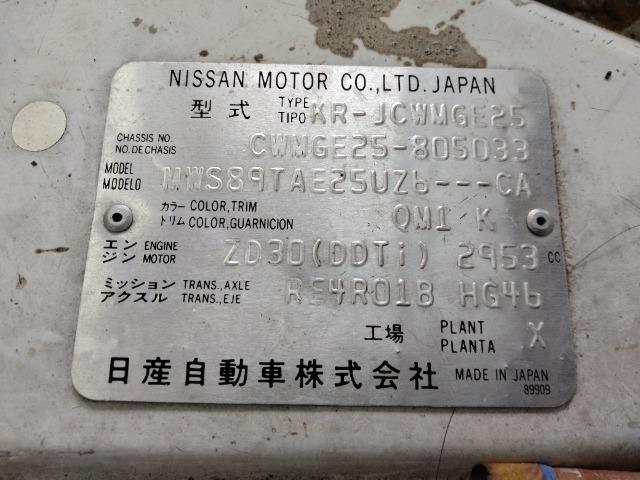 NISSAN MOTOR CO.,LTD. JAPAN
型式 TYPE TIPO KR-JCWMGE25
CHASSIS NO. NO. DE CHASIS CWMGE25-805033
MODEL MODELO MWS89TAE25UZ6---CA
カラー COLOR,TRIM
トリム COLOR,GUARNICION QM1 K
エンジン ENGINE MOTOR ZD30(DDTi) 2953 cc
ミッション TRANS.,AXLE
アクスル TRANS.,EJE RE4R01B HG46
工場 PLANT PLANTA X
日産自動車株式会社 MADE IN JAPAN
89909